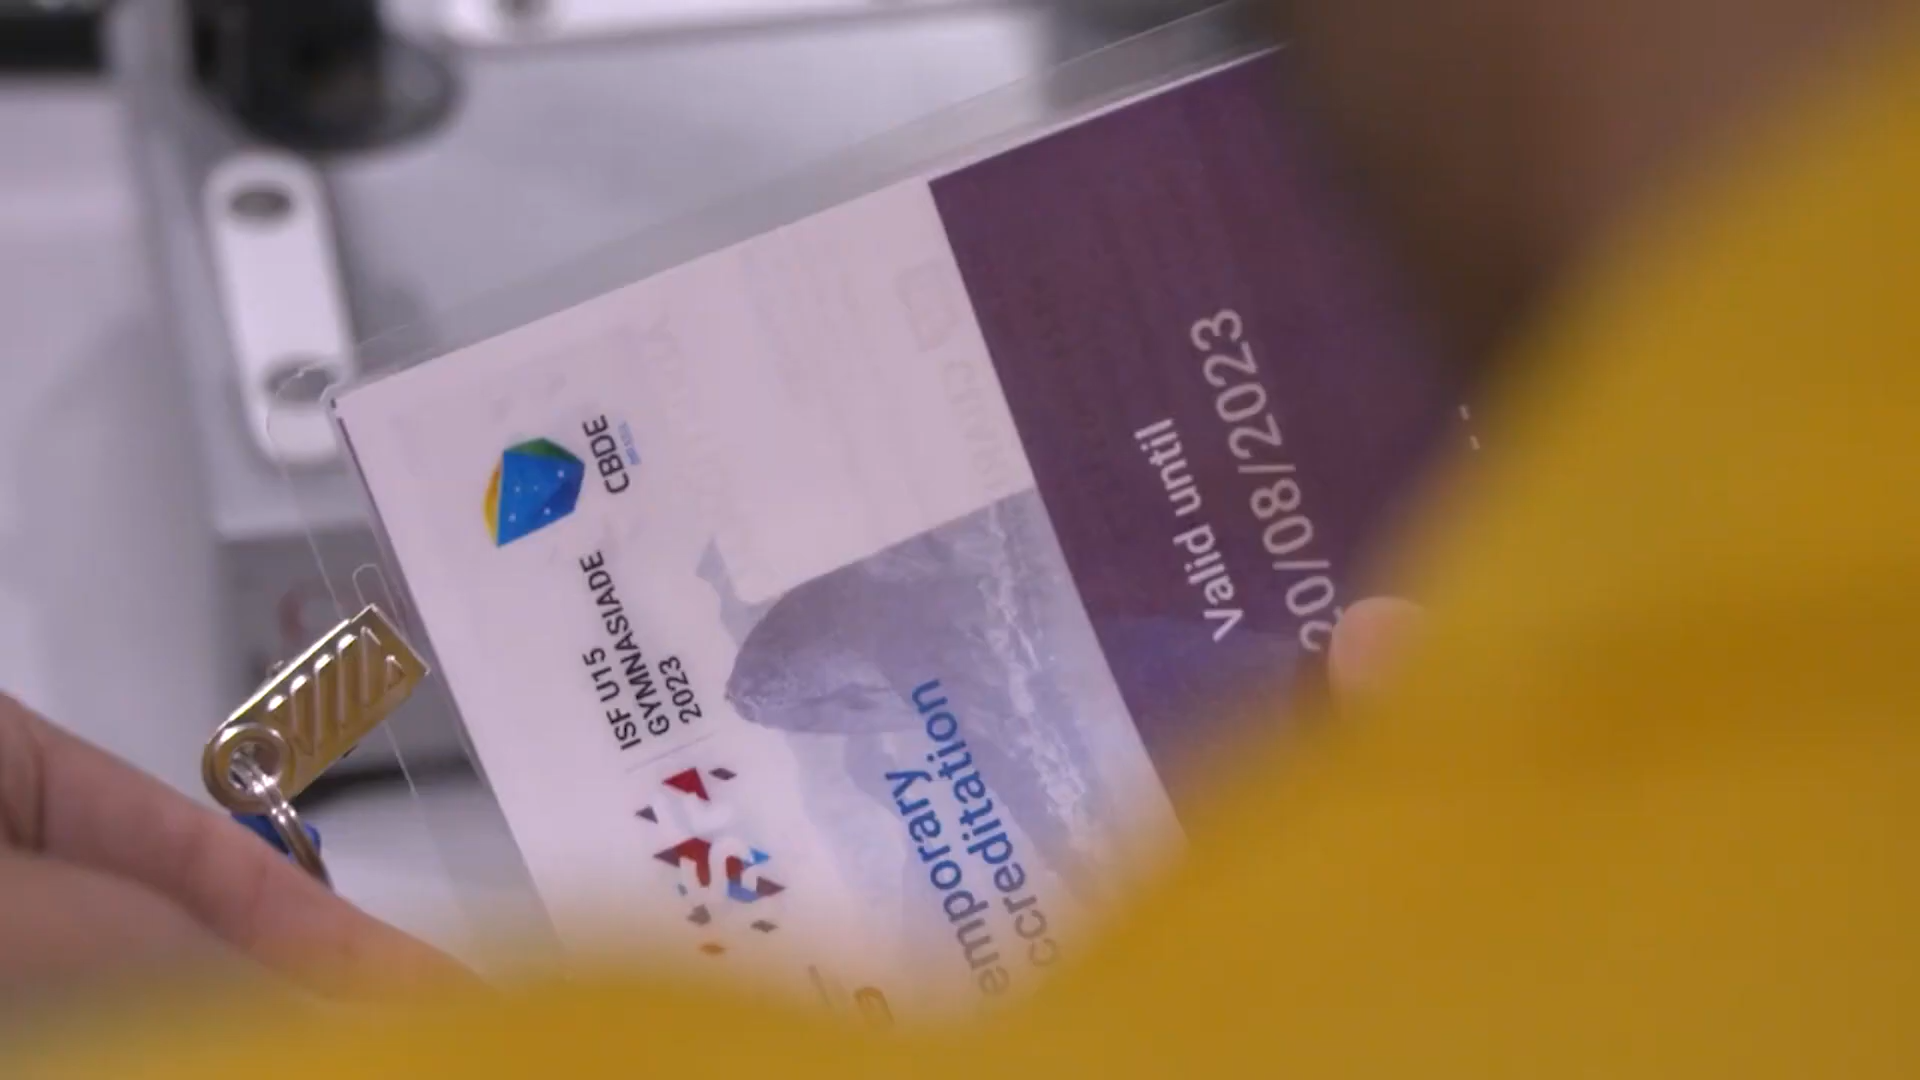 ISF U15
GYMNASIADE
2023
CBDE
emporary
ccreditation
Valid until
20/08/2023